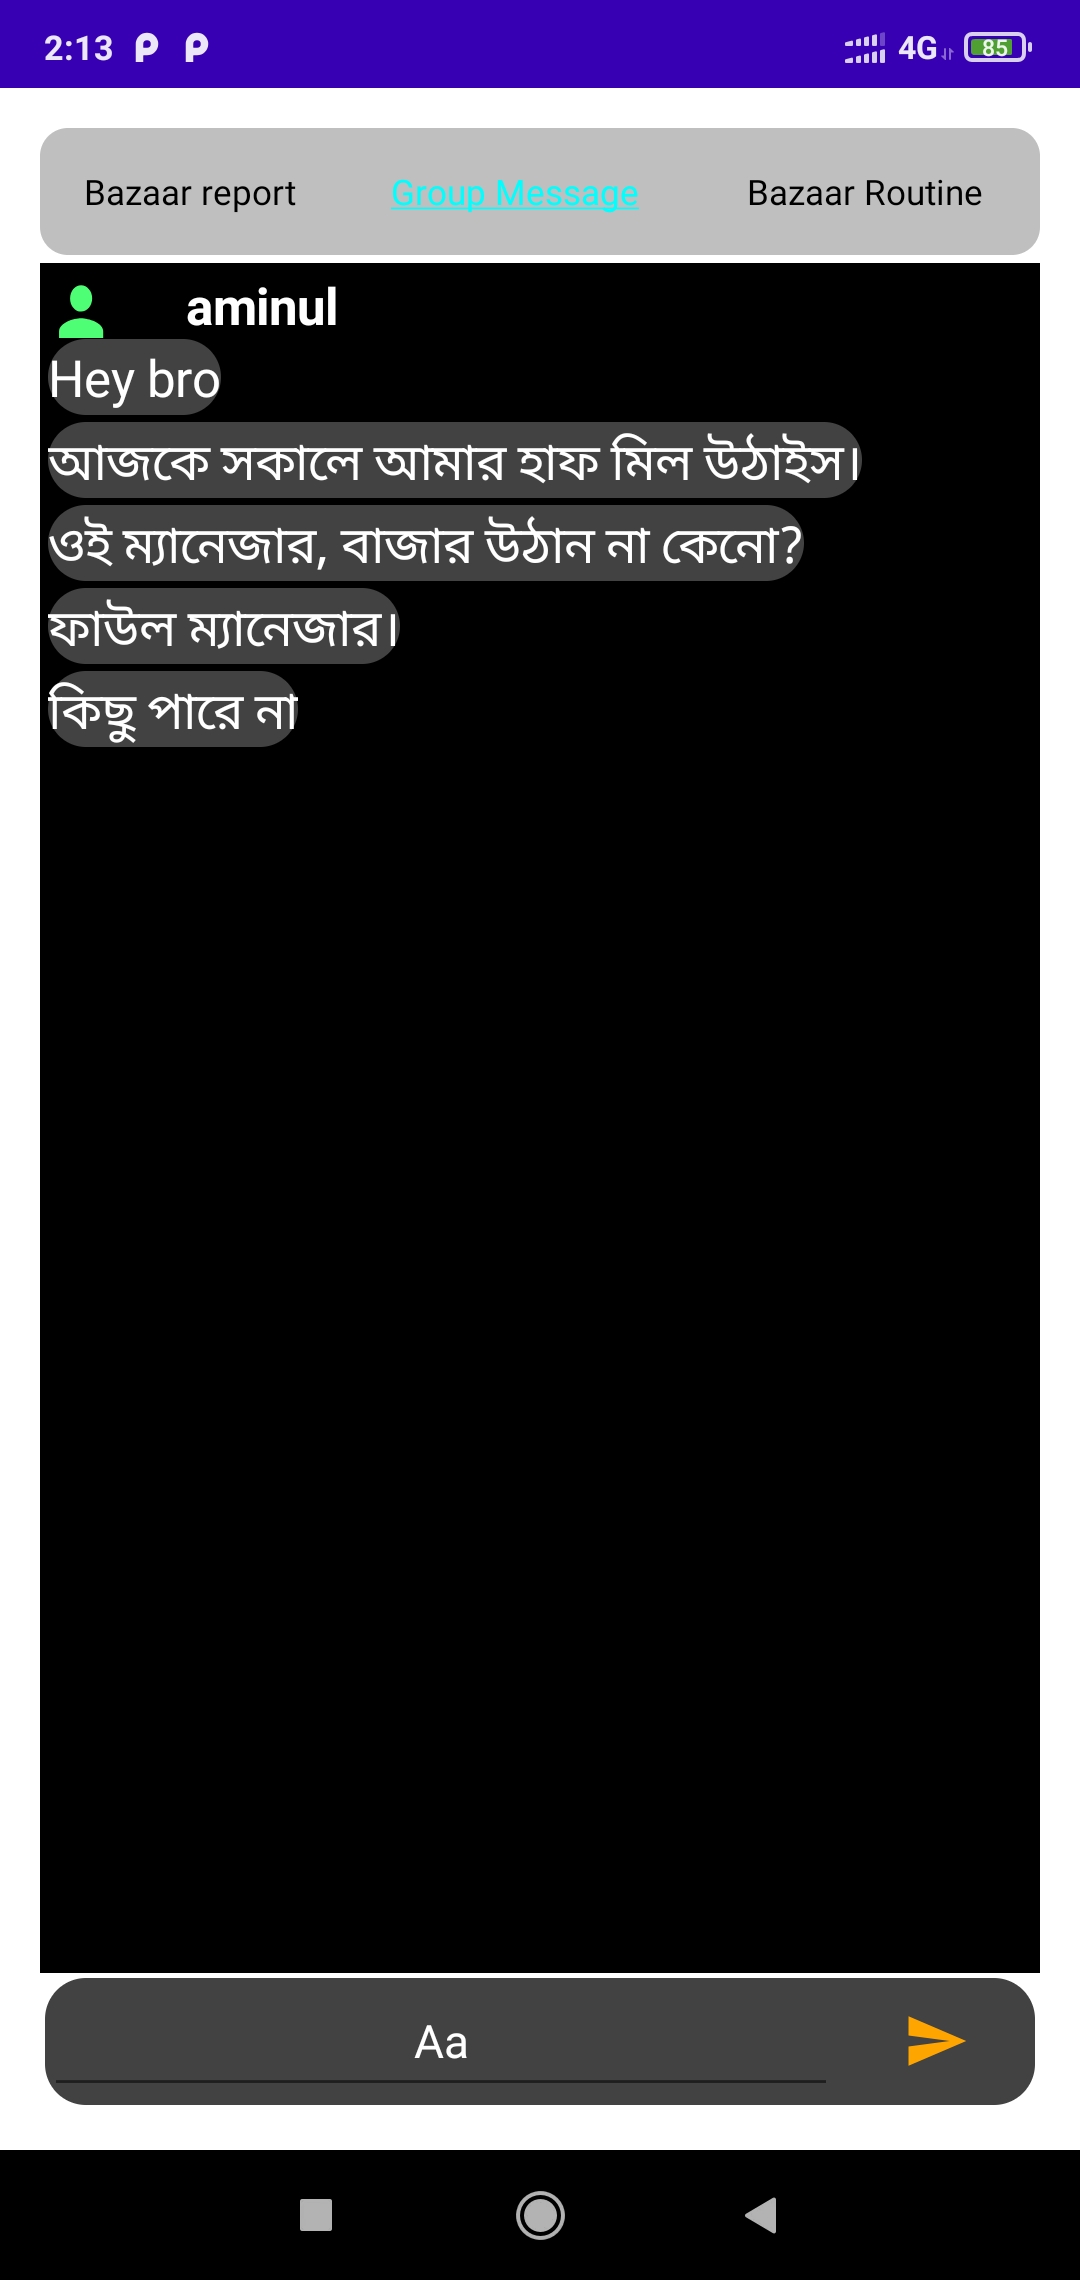 2:13
4G
85
Bazaar report
Group Message
Bazaar Routine
aminul
Hey bro
আজকে সকালে আমার হাফ মিল উঠাইস।
ওই ম্যানেজার, বাজার উঠান না কেনো?
ফাউল ম্যানেজার।
কিছু পারে না
Aa